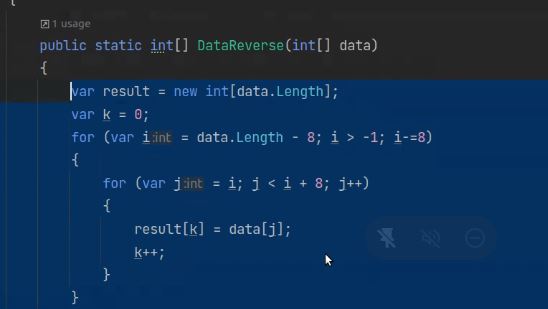 {
1 usage
public static int[] DataReverse(int[] data)
{
var result = new int[data.Length];
var k = 0;
for (var i:int = data.Length - 8; i > -1; i-=8)
{
for (var j:int = i; j < i + 8; j++)
{
result[k] = data[j];
k++;
}
}